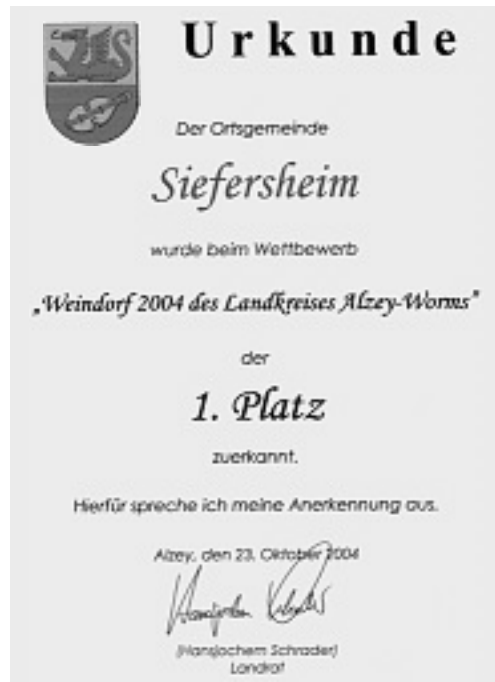 Urkunde
Der Ortsgemeinde
Siefersheim
wurde beim Wettbewerb
„Weindorf 2004 des Landkreises Alzey-Worms"
der
1. Platz
zuerkannt.
Hierfür spreche ich meine Anerkennung aus.
Alzey, den 23. Oktober 2004
(Hansjochem Schrader)
Landrat